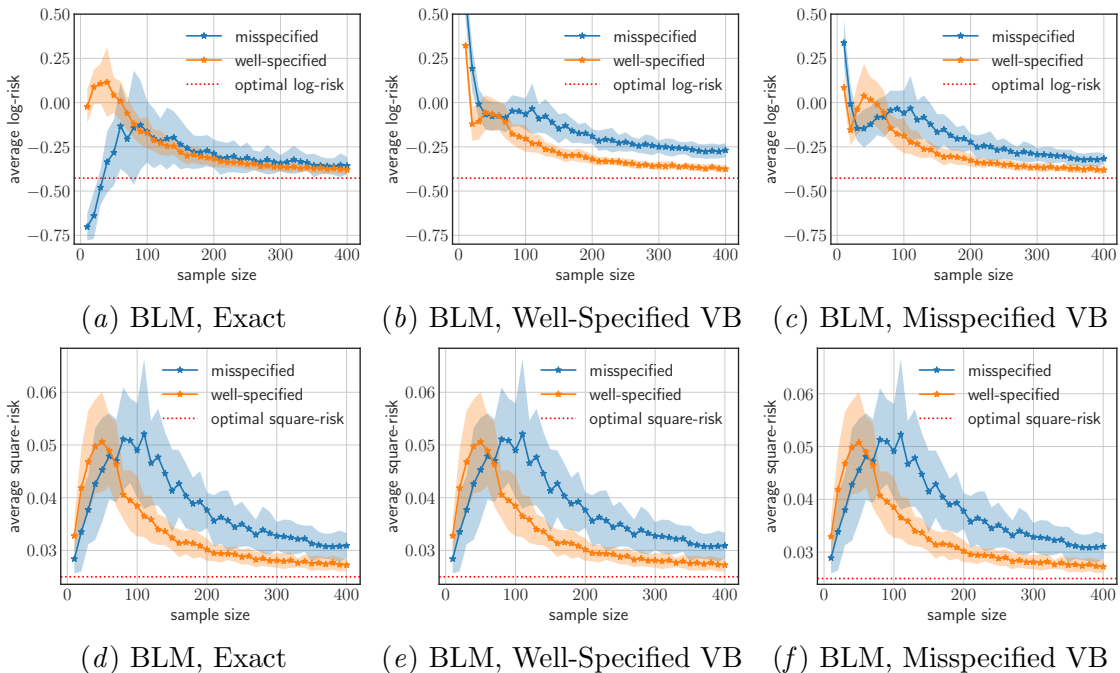 0.50
0.25
0.00
−0.25
−0.50
−0.75
average log-risk
misspecified
well-specified
optimal log-risk
0 100 200 300 400
sample size
(a) BLM, Exact
0.50
0.25
0.00
−0.25
−0.50
−0.75
average log-risk
misspecified
well-specified
optimal log-risk
0 100 200 300 400
sample size
(b) BLM, Well-Specified VB
0.50
0.25
0.00
−0.25
−0.50
−0.75
average log-risk
misspecified
well-specified
optimal log-risk
0 100 200 300 400
sample size
(c) BLM, Misspecified VB
0.06
0.05
0.04
0.03
average square-risk
misspecified
well-specified
optimal square-risk
0 100 200 300 400
sample size
(d) BLM, Exact
0.06
0.05
0.04
0.03
average square-risk
misspecified
well-specified
optimal square-risk
0 100 200 300 400
sample size
(e) BLM, Well-Specified VB
0.06
0.05
0.04
0.03
average square-risk
misspecified
well-specified
optimal square-risk
0 100 200 300 400
sample size
(f) BLM, Misspecified VB